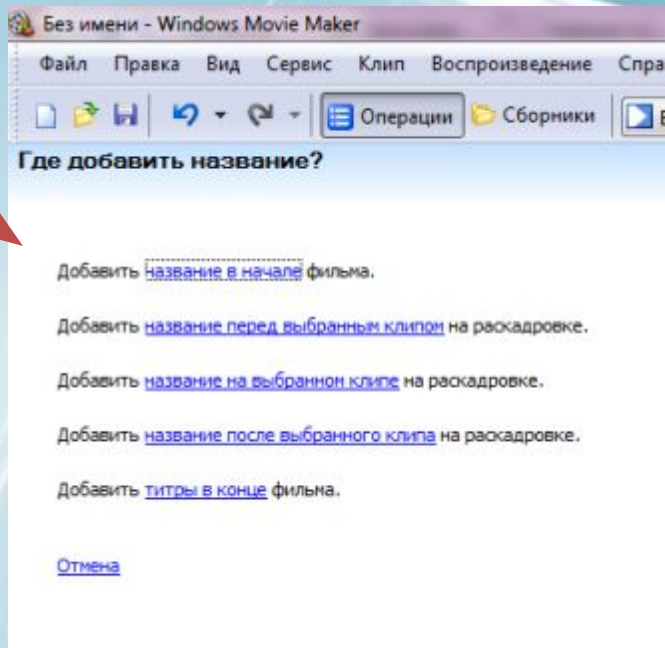 Без имени - Windows Movie Maker
Файл Правка Вид Сервис Клип Воспроизведение
Операции Сборники
Где добавить название?
Добавить название в начале фильма.
Добавить название перед выбранным клипом на раскадровке.
Добавить название на выбранном клипе на раскадровке.
Добавить название после выбранного клипа на раскадровке.
Добавить титры в конце фильма.
Отмена